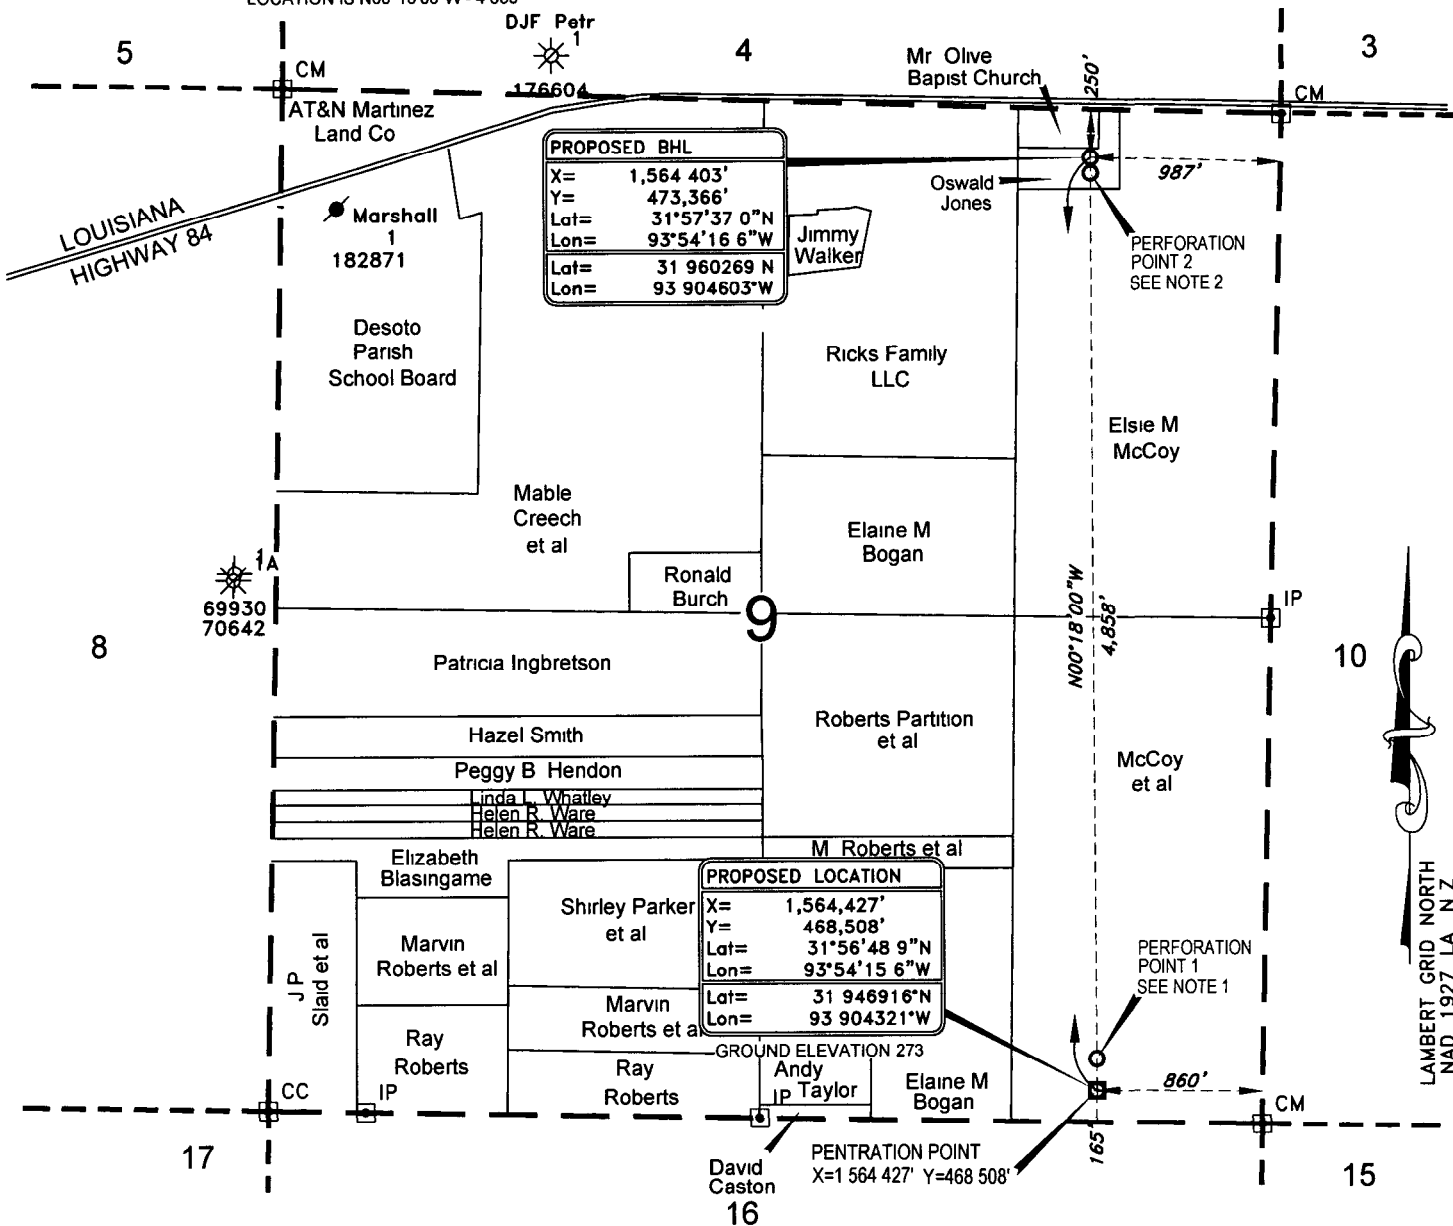 DJF Petr
1
176604
5
4
3
CM
CM
AT&N Martinez
Land Co
Mr Olive
Bapist Church
250'
987'
LOUISIANA
HIGHWAY 84
Marshall
1
182871
PROPOSED BHL
X= 1,564 403'
Y= 473,366'
Lat= 31°57'37 0"N
Lon= 93°54'16 6"W
Lat= 31 960269 N
Lon= 93 904603°W
Jimmy
Walker
Oswald
Jones
PERFORATION
POINT 2
SEE NOTE 2
Desoto
Parish
School Board
Ricks Family
LLC
Elsie M
McCoy
Mable
Creech
et al
Elaine M
Bogan
Ronald
Burch
1A
69930
70642
9
IP
N00°18'00"W
4,858'
8
10
Patricia Ingbretson
Hazel Smith
Peggy B Hendon
Linda L. Whatley
Helen R. Ware
Helen R. Ware
Roberts Partition
et al
McCoy
et al
M Roberts et al
Elizabeth
Blasingame
J P
Slaid et al
Marvin
Roberts et al
Shirley Parker
et al
PROPOSED LOCATION
X= 1,564,427'
Y= 468,508'
Lat= 31°56'48 9"N
Lon= 93°54'15 6"W
Lat= 31 946916°N
Lon= 93 904321°W
PERFORATION
POINT 1
SEE NOTE 1
LAMBERT GRID NORTH
NAD 1927 LA N Z
Marvin
Roberts et al
Ray
Roberts
GROUND ELEVATION 273
Ray
Roberts
Andy
Taylor
Elaine M
Bogan
860'
CC
IP
IP
CM
165'
17
David
Caston
PENTRATION POINT
X=1 564 427' Y=468 508'
16
15